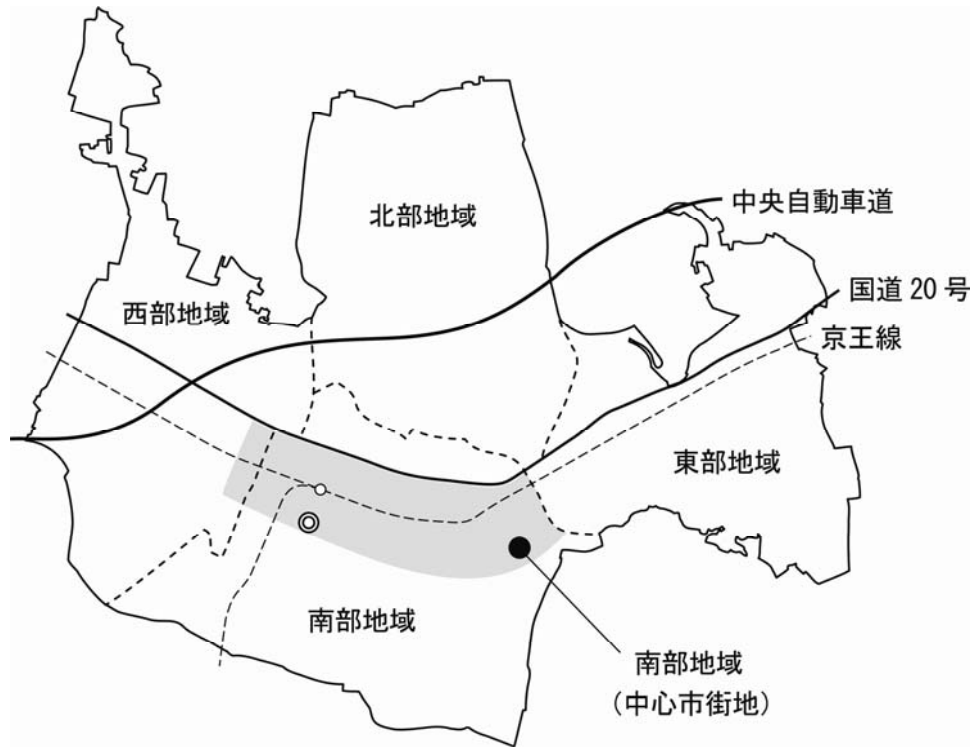 中央自動車道
北部地域
国道 20 号
西部地域
京王線
東部地域
南部地域
南部地域
（中心市街地）